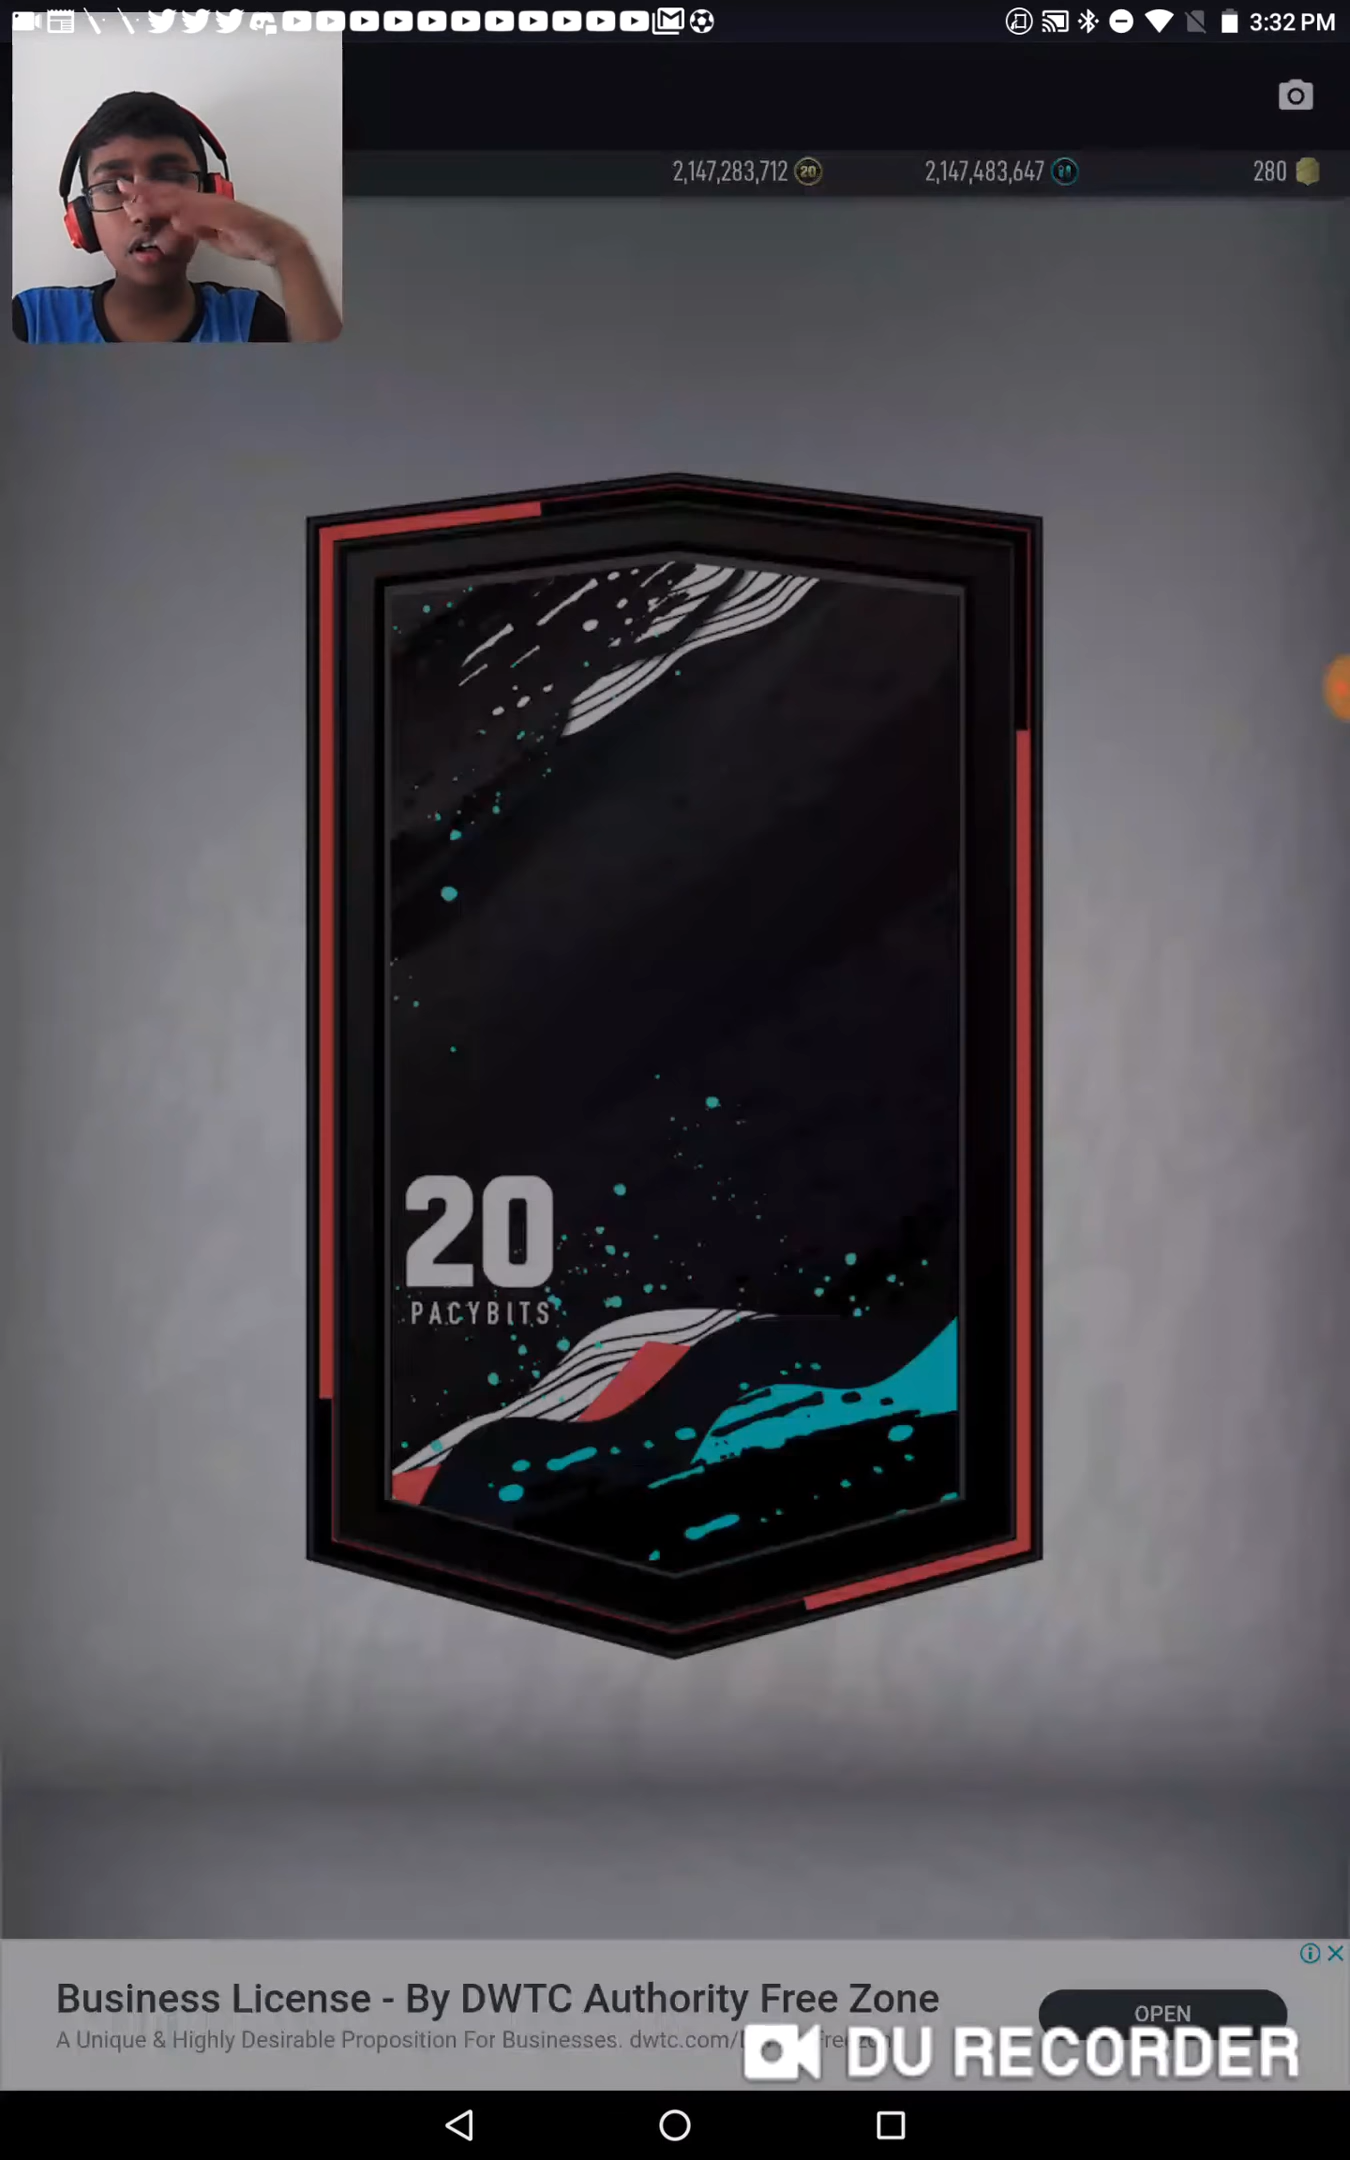 3:32 PM
2,147,283,712 20
2,147,483,647
280
20
PACYBITS
Business License - By DWTC Authority Free Zone
A Unique & Highly Desirable Proposition For Businesses. dwtc.com/
OPEN
DU RECORDER